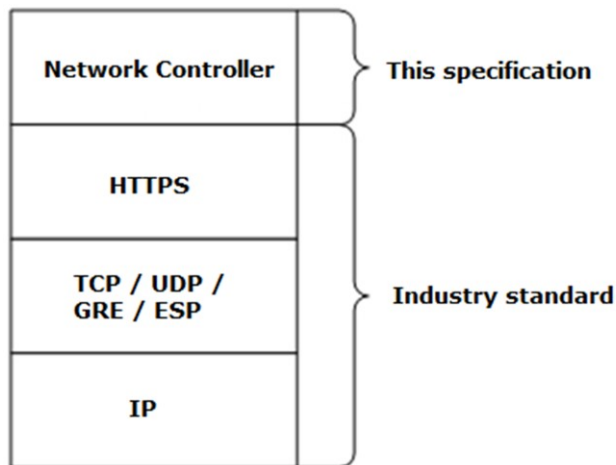 Network Controller
This specification
HTTPS
TCP / UDP /
GRE / ESP
Industry standard
IP